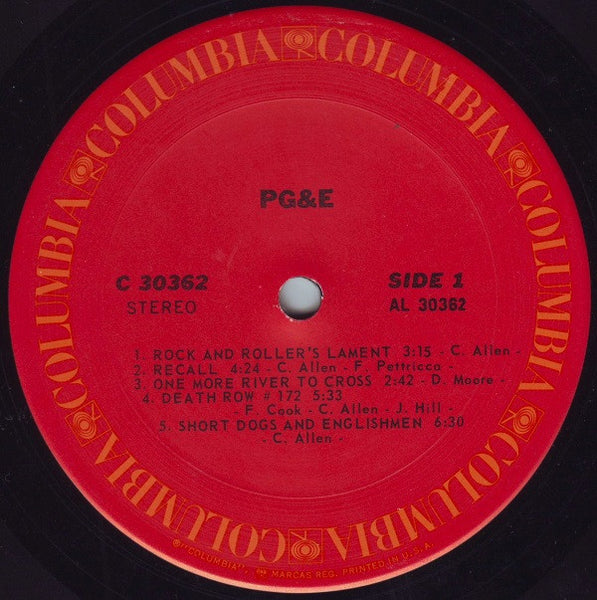 COLUMBIA COLUMBIA COLUMBIA COLUMBIA COLUMBIA COLUMBIA
PG&E
C 30362
STEREO
SIDE 1
AL 30362
1. ROCK AND ROLLER'S LAMENT 3:15 - C. Allen -
2. RECALL 4:24 - C. Allen - F. Pettricca -
3. ONE MORE RIVER TO CROSS 2:42 - D. Moore -
4. DEATH ROW # 172 5:33
- F. Cook - C. Allen - J. Hill -
5. SHORT DOGS AND ENGLISHMEN 6:30
- C. Allen -
® "COLUMBIA", MARCAS REG. PRINTED IN U.S.A.